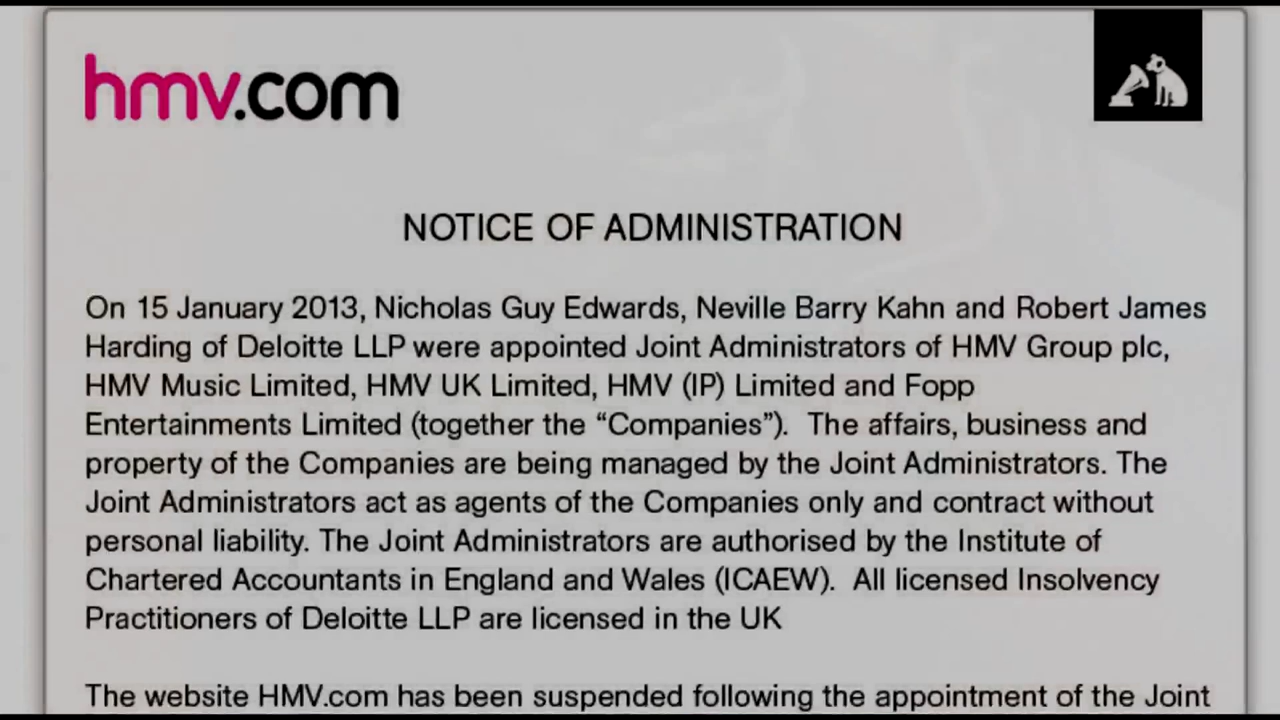 hmv.com
NOTICE OF ADMINISTRATION
On 15 January 2013, Nicholas Guy Edwards, Neville Barry Kahn and Robert James
Harding of Deloitte LLP were appointed Joint Administrators of HMV Group plc,
HMV Music Limited, HMV UK Limited, HMV (IP) Limited and Fopp
Entertainments Limited (together the “Companies”).  The affairs, business and
property of the Companies are being managed by the Joint Administrators. The
Joint Administrators act as agents of the Companies only and contract without
personal liability. The Joint Administrators are authorised by the Institute of
Chartered Accountants in England and Wales (ICAEW).  All licensed Insolvency
Practitioners of Deloitte LLP are licensed in the UK
The website HMV.com has been suspended following the appointment of the Joint